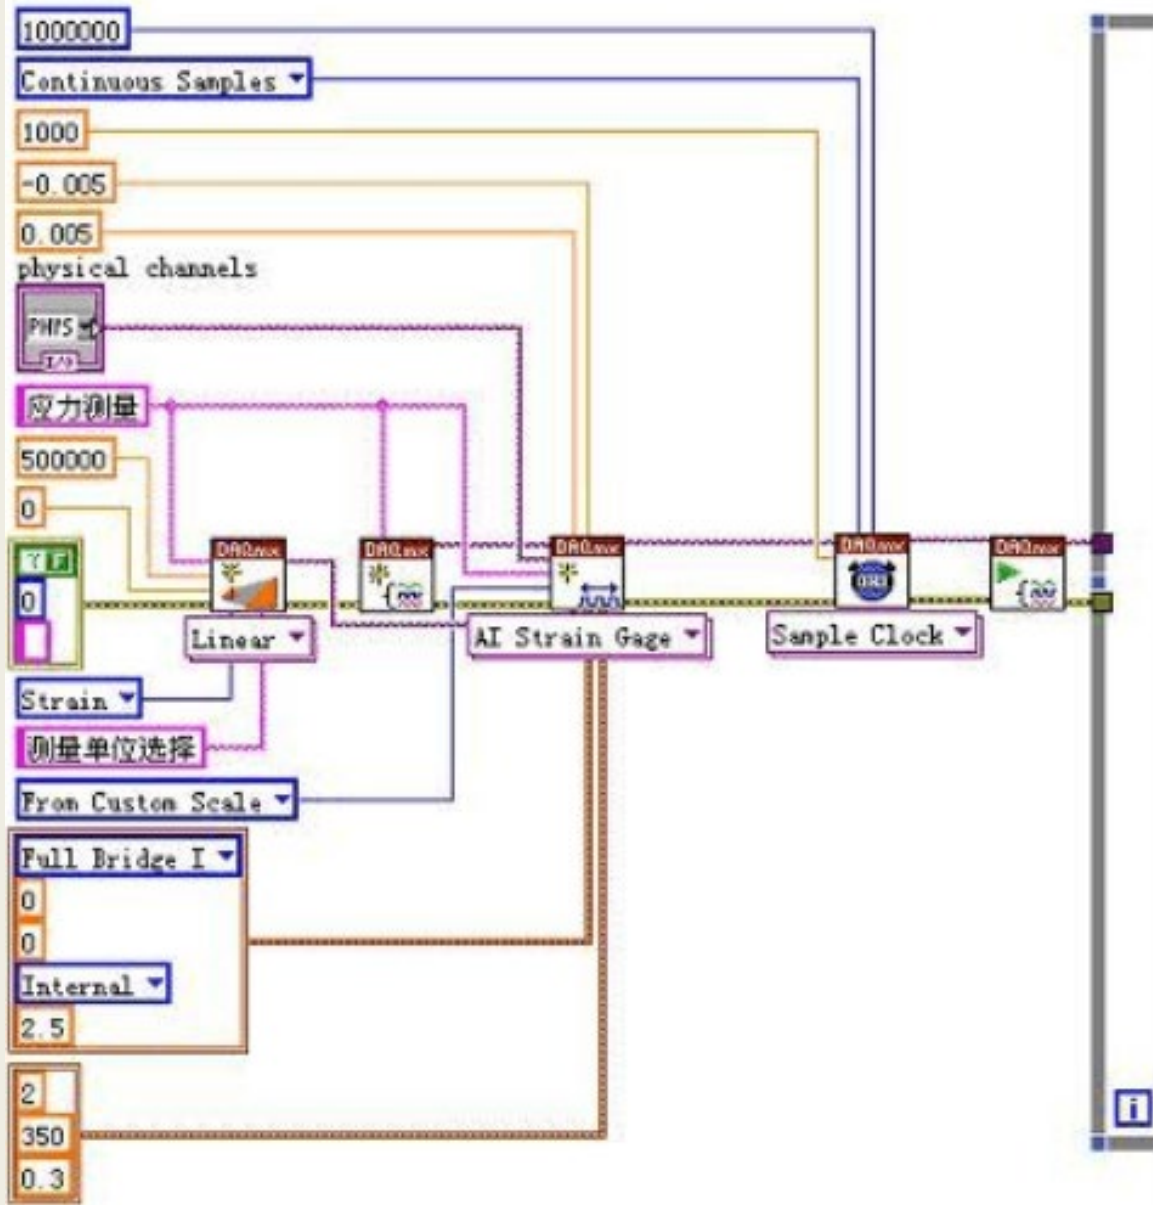 1000000
Continuous Samples
1000
-0.005
0.005
physical channels
PHYS
I/O
应力测量
500000
0
T F
0
DAQmx
DAQmx
DAQmx
DAQmx
DAQmx
Linear
AI Strain Gage
Sample Clock
Strain
测量单位选择
From Custom Scale
Full Bridge I
0
0
Internal
2.5
2
350
0.3
i